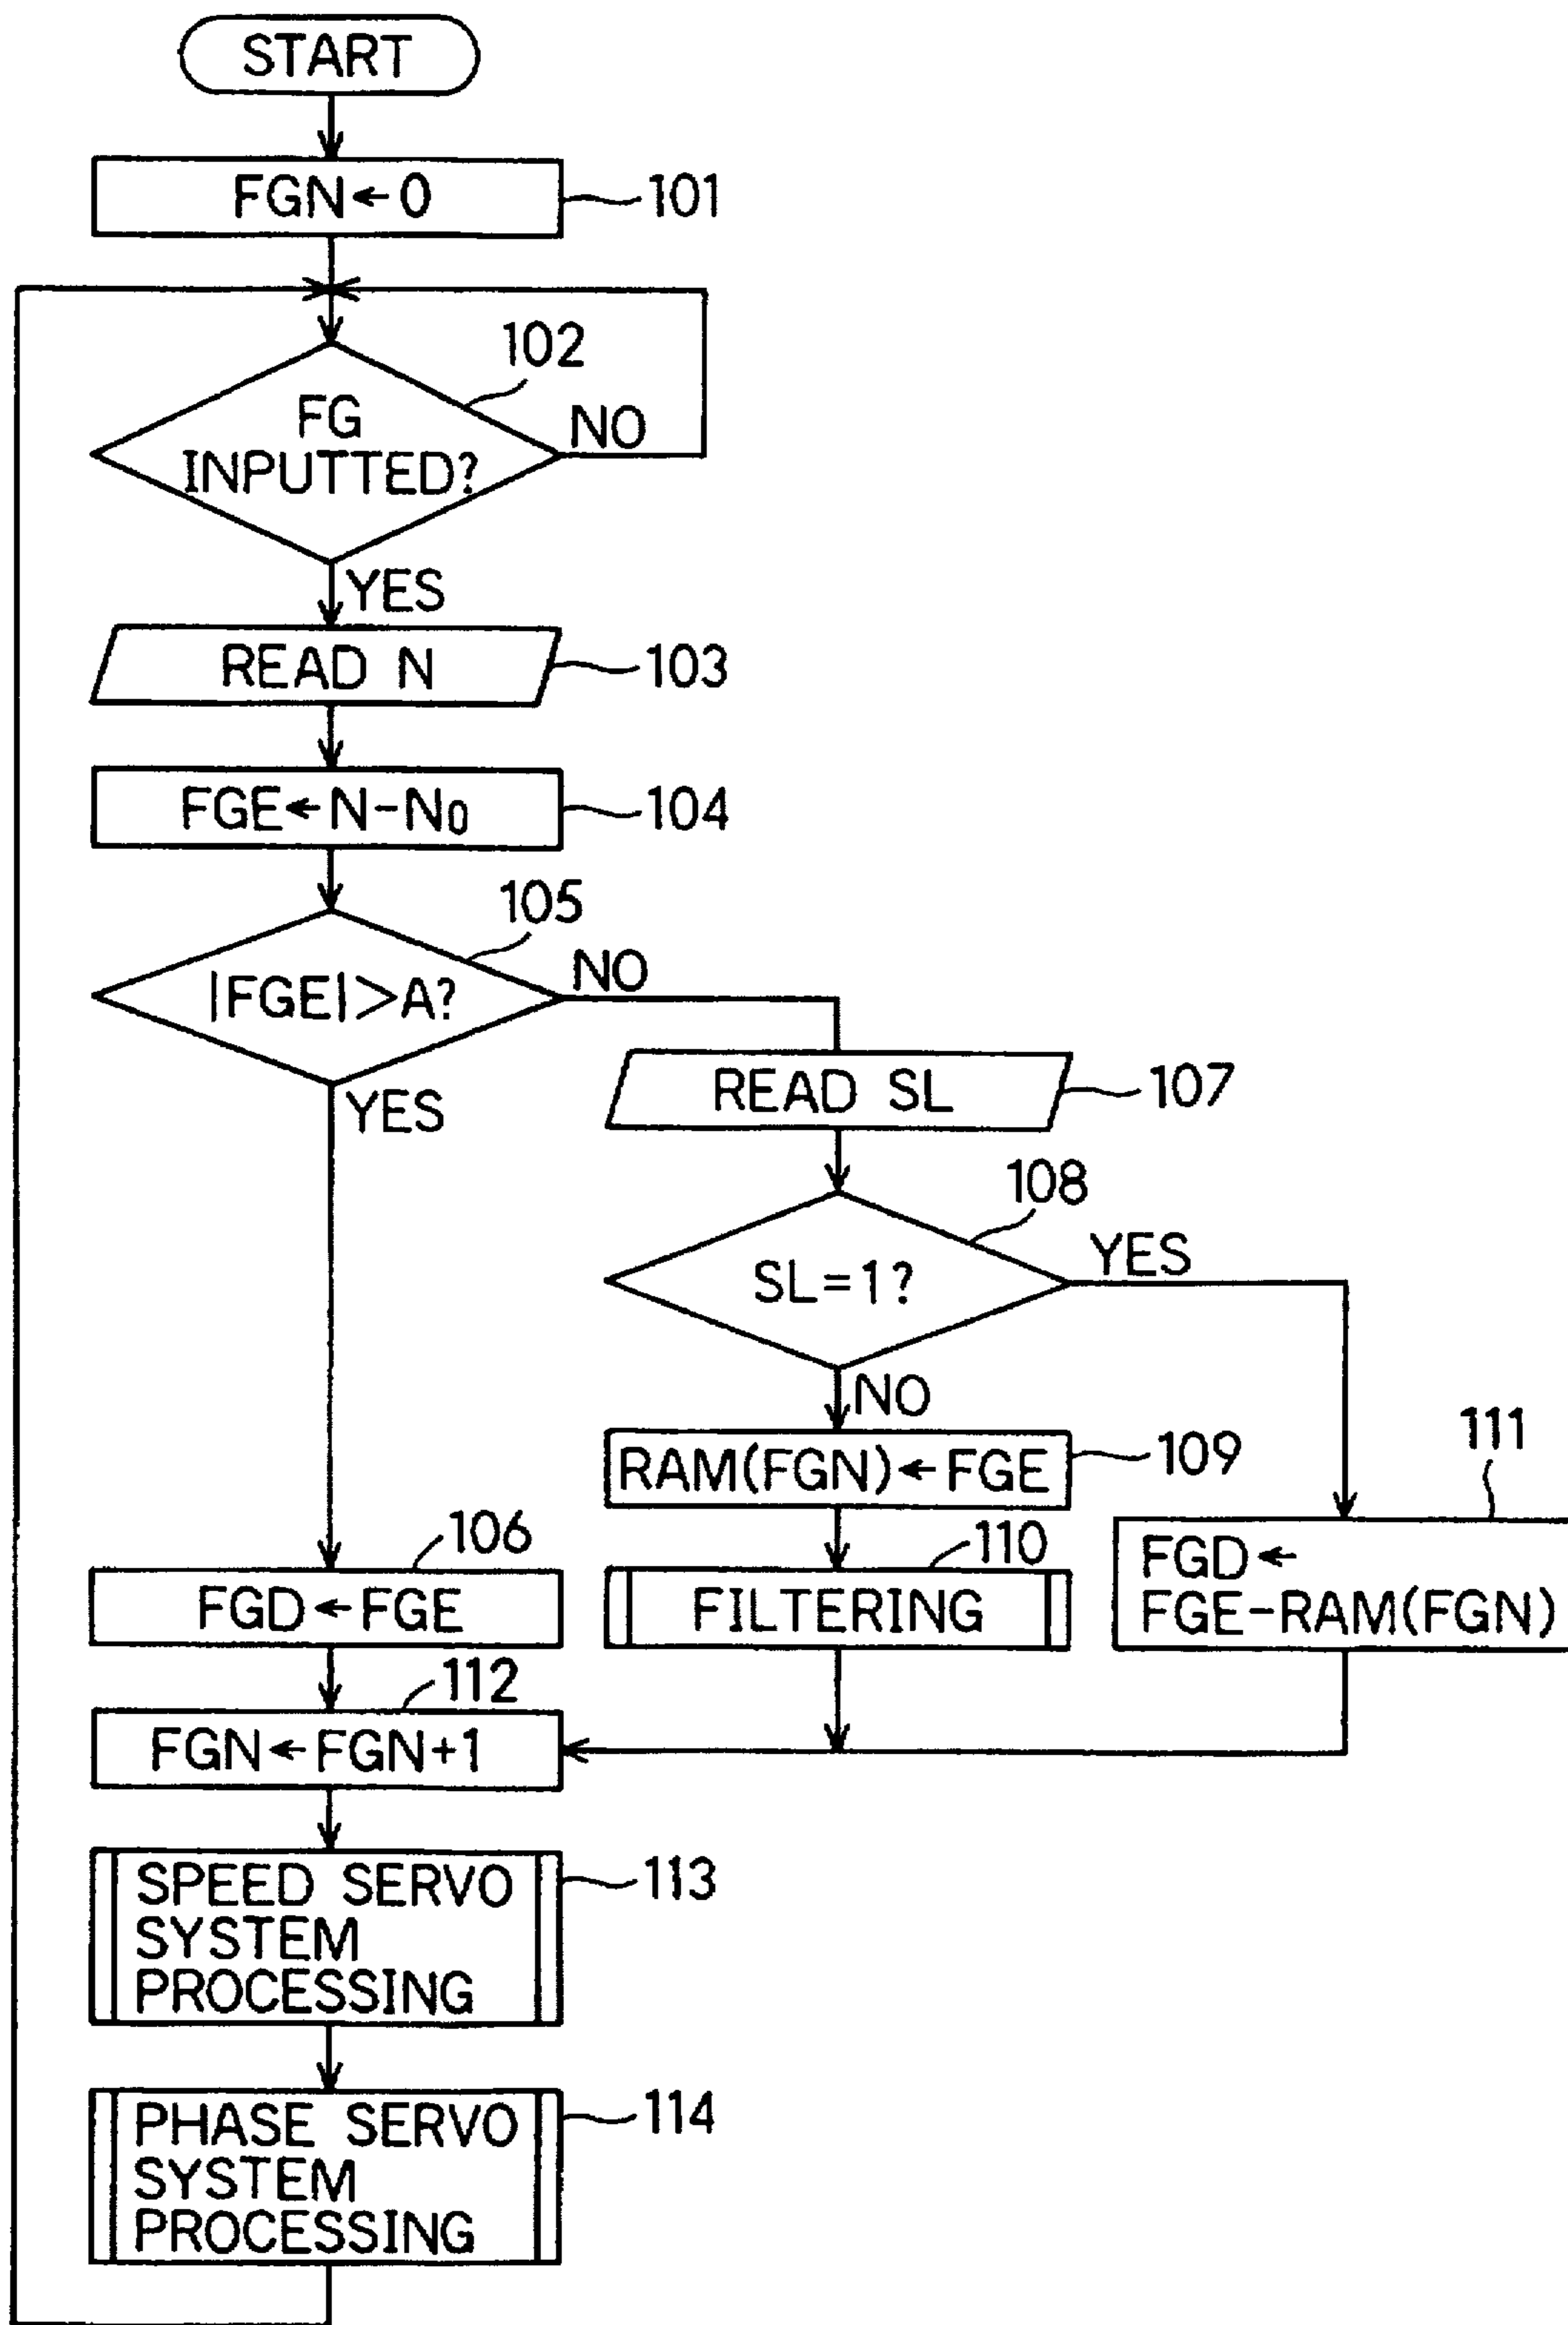 START
FGN←0
101
102
FG
INPUTTED?
NO
YES
READ N
103
FGE←N-N₀
104
105
|FGE|>A?
NO
YES
READ SL
107
108
SL=1?
YES
NO
RAM(FGN)←FGE
109
111
FGD←
FGE-RAM(FGN)
106
FGD←FGE
110
FILTERING
112
FGN←FGN+1
SPEED SERVO
SYSTEM
PROCESSING
113
PHASE SERVO
SYSTEM
PROCESSING
114